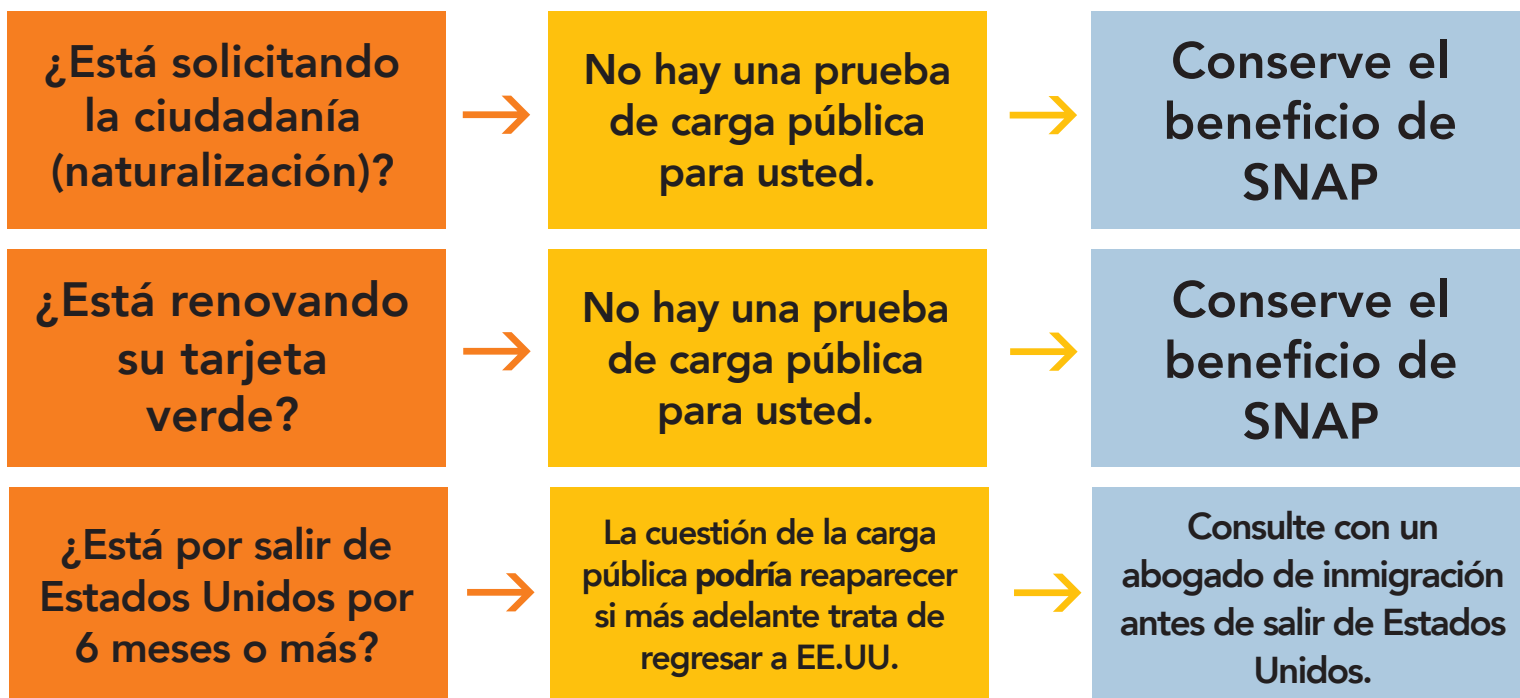 ¿Está solicitando
la ciudadanía
(naturalización)?
No hay una prueba
de carga pública
para usted.
Conserve el
beneficio de
SNAP
¿Está renovando
su tarjeta
verde?
No hay una prueba
de carga pública
para usted.
Conserve el
beneficio de
SNAP
¿Está por salir de
Estados Unidos por
6 meses o más?
La cuestión de la carga
pública podría reaparecer
si más adelante trata de
regresar a EE.UU.
Consulte con un
abogado de inmigración
antes de salir de Estados
Unidos.